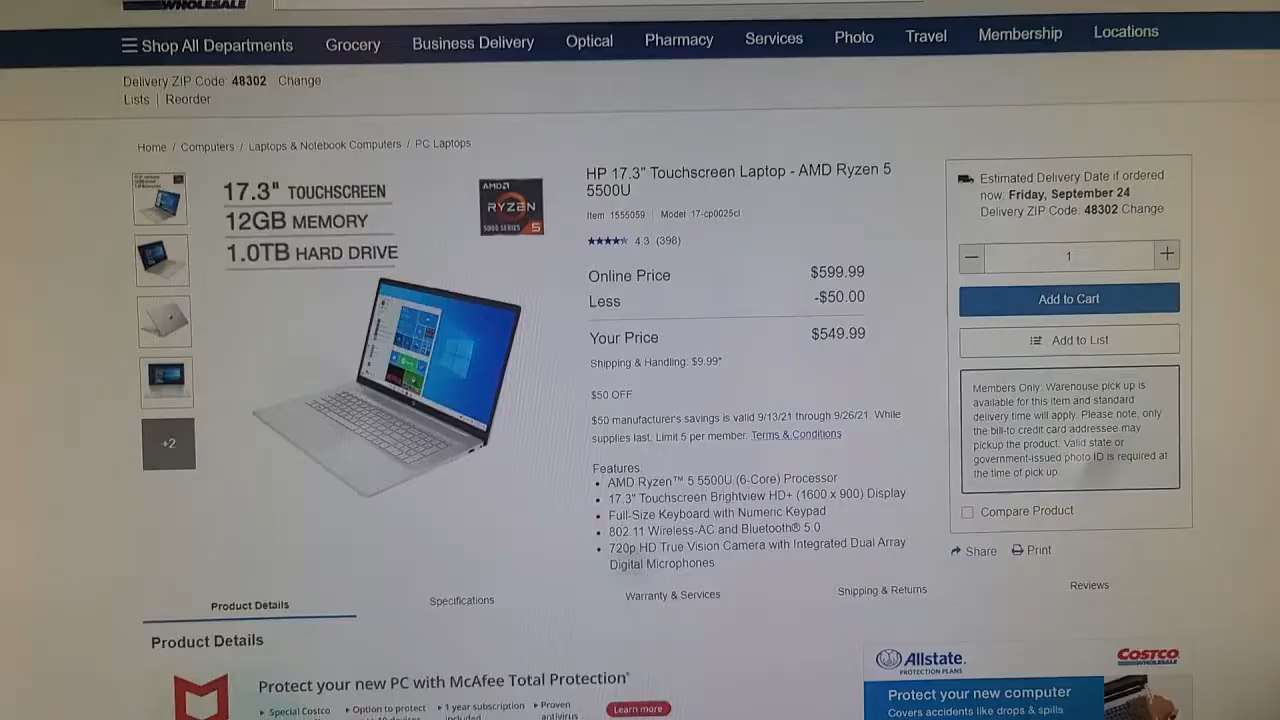 WHOLESALE
Shop All Departments Grocery Business Delivery Optical Pharmacy Services Photo Travel Membership Locations
Delivery ZIP Code 48302 Change
Lists | Reorder
Home / Computers / Laptops & Notebook Computers / PC Laptops
17.3" TOUCHSCREEN
12GB MEMORY
1.0TB HARD DRIVE
AMD
RYZEN
5000 SERIES 5
+2
HP 17.3" Touchscreen Laptop - AMD Ryzen 5
5500U
Item 1555059 | Model 17-cp0025cl
4.3 (398)
Online Price $599.99
Less -$50.00
Your Price $549.99
Shipping & Handling: $9.99*
$50 OFF
$50 manufacturer's savings is valid 9/13/21 through 9/26/21. While
supplies last. Limit 5 per member. Terms & Conditions
Features:
• AMD Ryzen™ 5 5500U (6-Core) Processor
• 17.3" Touchscreen Brightview HD+ (1600 x 900) Display
• Full-Size Keyboard with Numeric Keypad
• 802.11 Wireless-AC and Bluetooth® 5.0
• 720p HD True Vision Camera with Integrated Dual Array
Digital Microphones
Estimated Delivery Date if ordered
now: Friday, September 24
Delivery ZIP Code: 48302 Change
1
Add to Cart
Add to List
Members Only: Warehouse pick up is
available for this item and standard
delivery time will apply. Please note, only
the bill-to credit card addressee may
pickup the product. Valid state or
government-issued photo ID is required at
the time of pick up.
Compare Product
Share Print
Product Details Specifications Warranty & Services Shipping & Returns Reviews
Product Details
Protect your new PC with McAfee Total Protection*
Special Costco Option to protect 1 year subscription Proven
included antivirus
Learn more
Allstate.
PROTECTION PLANS
COSTCO
WHOLESALE
Protect your new computer
Covers accidents like drops & spills